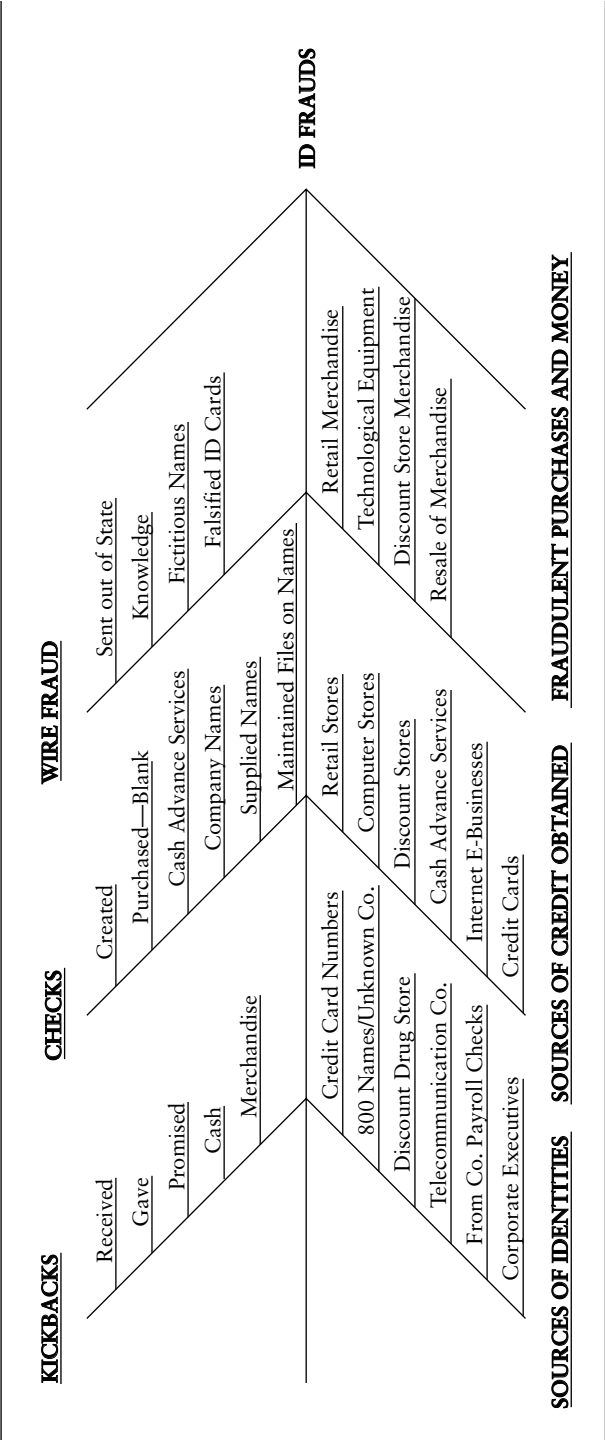 KICKBACKS
Received
Gave
Promised
Cash
Merchandise
CHECKS
Created
Purchased—Blank
Cash Advance Services
Company Names
Supplied Names
Maintained Files on Names
WIRE FRAUD
Sent out of State
Knowledge
Fictitious Names
Falsified ID Cards
ID FRAUDS
Credit Card Numbers
800 Names/Unknown Co.
Discount Drug Store
Telecommunication Co.
From Co. Payroll Checks
Corporate Executives
SOURCES OF IDENTITIES
Retail Stores
Computer Stores
Discount Stores
Cash Advance Services
Internet E-Businesses
Credit Cards
SOURCES OF CREDIT OBTAINED
Retail Merchandise
Technological Equipment
Discount Store Merchandise
Resale of Merchandise
FRAUDULENT PURCHASES AND MONEY